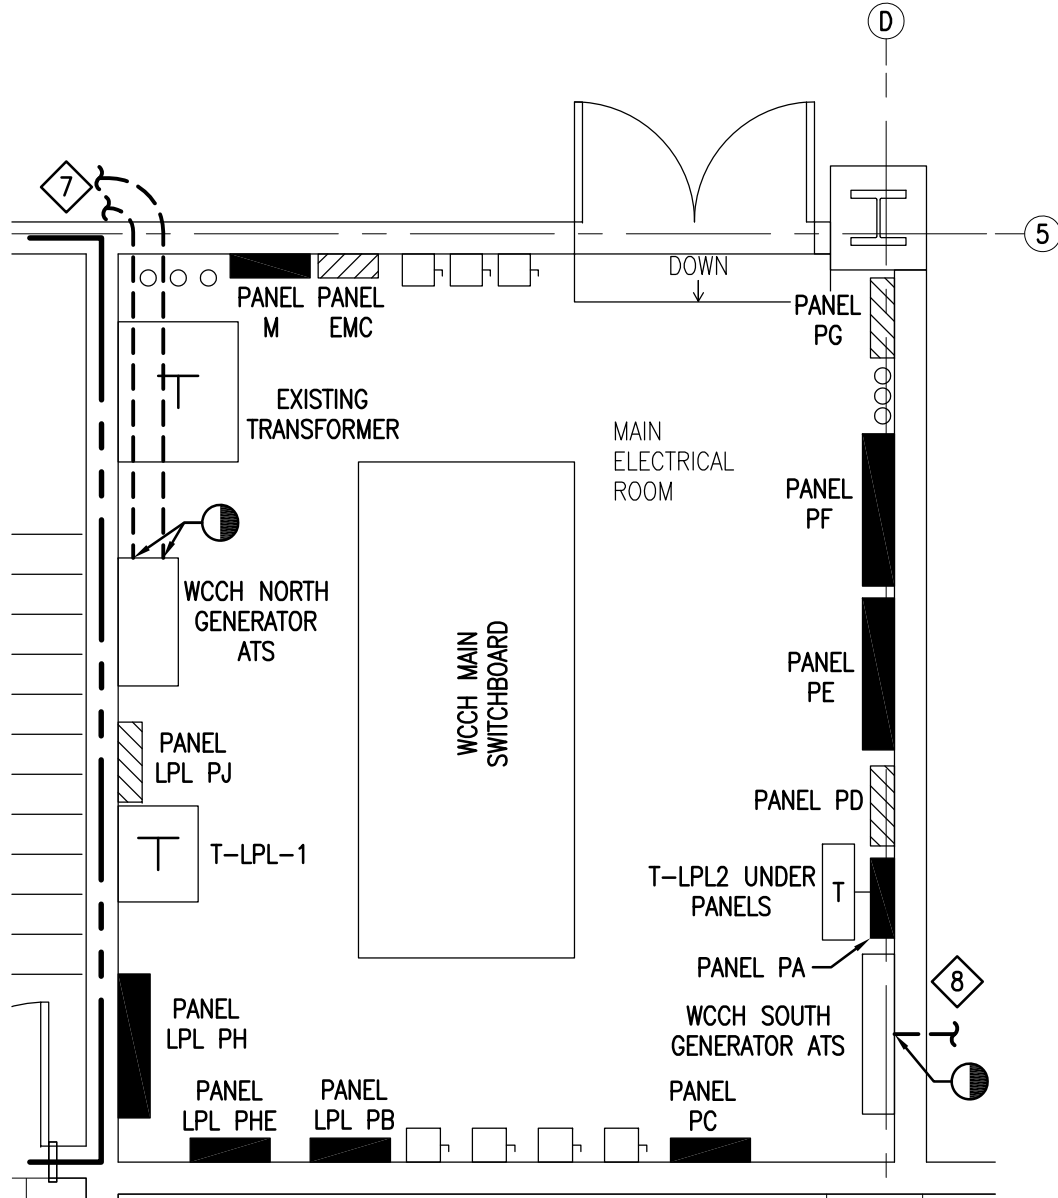 D
7
5
DOWN
PANEL
M
PANEL
EMC
PANEL
PG
EXISTING
TRANSFORMER
MAIN
ELECTRICAL
ROOM
PANEL
PF
WCCH NORTH
GENERATOR
ATS
WCCH MAIN
SWITCHBOARD
PANEL
PE
PANEL
LPL PJ
PANEL PD
T-LPL-1
T-LPL2 UNDER
PANELS
T
PANEL PA
8
PANEL
LPL PH
WCCH SOUTH
GENERATOR ATS
PANEL
LPL PHE
PANEL
LPL PB
PANEL
PC
T
T